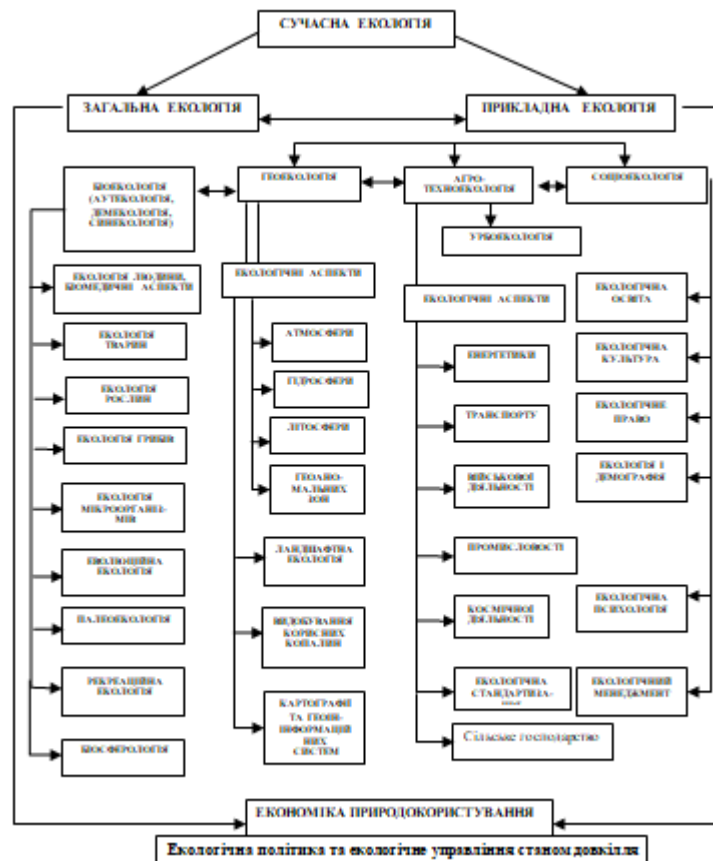 СУЧАСНА ЕКОЛОГІЯ
ЗАГАЛЬНА ЕКОЛОГІЯ
ПРИКЛАДНА ЕКОЛОГІЯ
БІОЕКОЛОГІЯ
(АУТЕКОЛОГІЯ,
ДЕМЕКОЛОГІЯ,
СИНЕКОЛОГІЯ)
ГЕОЕКОЛОГІЯ
АГРО-
ТЕХНОЕКОЛОГІЯ
СОЦІОЕКОЛОГІЯ
УРБОЕКОЛОГІЯ
ЕКОЛОГІЯ ЛЮДИНИ,
БІОМЕДИЧНІ АСПЕКТИ
ЕКОЛОГІЯ
ТВАРИН
ЕКОЛОГІЯ
РОСЛИН
ЕКОЛОГІЯ ГРИБІВ
ЕКОЛОГІЯ
МІКРООРГАНІЗ-
МІВ
ЕВОЛЮЦІЙНА
ЕКОЛОГІЯ
ПАЛЕОЕКОЛОГІЯ
РЕКРЕАЦІЙНА
ЕКОЛОГІЯ
БІОСФЕРОЛОГІЯ
ЕКОЛОГІЧНІ АСПЕКТИ
АТМОСФЕРИ
ГІДРОСФЕРИ
ЛІТОСФЕРИ
ГЕОАНО-
МАЛЬНИХ
ЗОН
ЛАНДШАФТНА
ЕКОЛОГІЯ
ВИДОБУВАННЯ
КОРИСНИХ
КОПАЛИН
КАРТОГРАФІЇ
ТА ГЕОІН-
ІНФОРМАЦІЙ
НИХ
СИСТЕМ
ЕКОЛОГІЧНІ АСПЕКТИ
ЕНЕРГЕТИКИ
ТРАНСПОРТУ
ВІЙСЬКОВОЇ
ДІЯЛЬНОСТІ
ПРОМИСЛОВОСТІ
КОСМІЧНОЇ
ДІЯЛЬНОСТІ
ЕКОЛОГІЧНА
СТАНДАРТИЗА-
Сільське господарство
ЕКОЛОГІЧНА
ОСВІТА
ЕКОЛОГІЧНА
КУЛЬТУРА
ЕКОЛОГІЧНЕ
ПРАВО
ЕКОЛОГІЯ І
ДЕМОГРАФІЯ
ЕКОЛОГІЧНА
ПСИХОЛОГІЯ
ЕКОЛОГІЧНИЙ
МЕНЕДЖМЕНТ
ЕКОНОМІКА ПРИРОДОКОРИСТУВАННЯ
Екологічна політика та екологічне управління станом довкілля